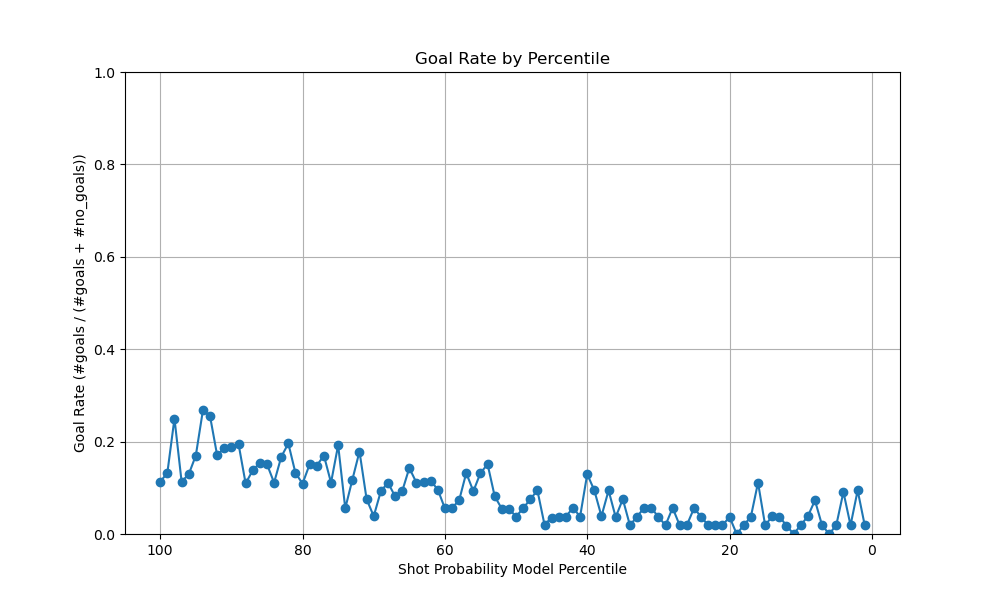 Goal Rate by Percentile
Goal Rate (#goals / (#goals + #no_goals))
1.0
0.8
0.6
0.4
0.2
0.0
100 80 60 40 20 0
Shot Probability Model Percentile